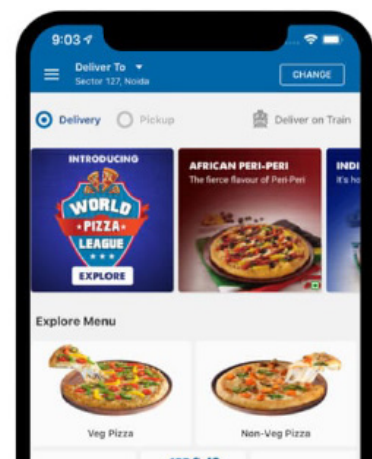 9:03
Deliver To
Sector 127, Noida
CHANGE
Delivery
Pickup
Deliver on Train
INTRODUCING
WORLD
PIZZA
LEAGUE
EXPLORE
AFRICAN PERI-PERI
The fierce flavour of Peri-Peri
INDI
It's ho
Explore Menu
Veg Pizza
Non-Veg Pizza